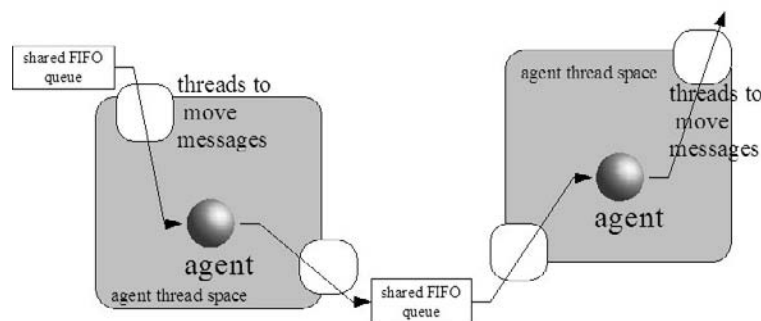 shared FIFO
queue
threads to
move
messages
agent
agent thread space
shared FIFO
queue
agent thread space
threads to
move
messages
agent